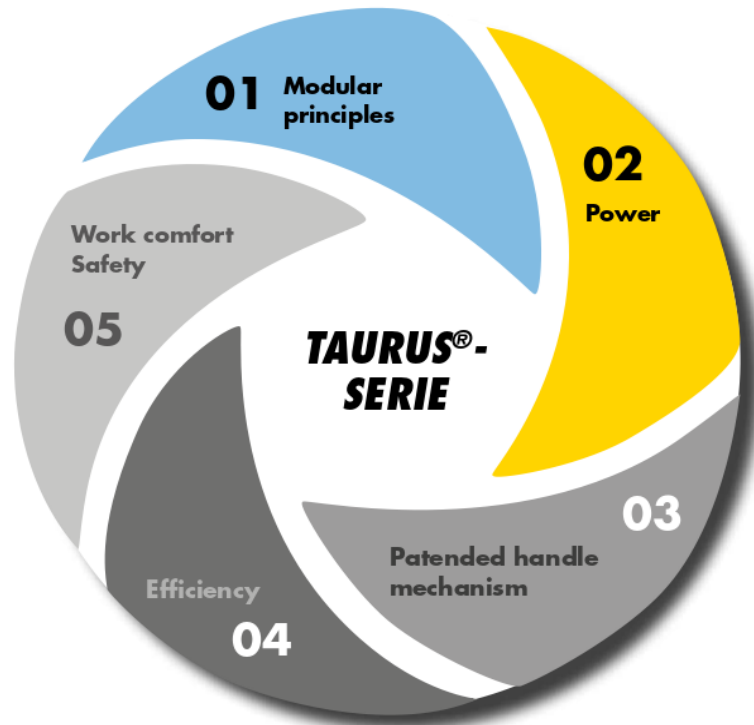 01 Modular
principles
02
Power
03
Patended handle
mechanism
Efficiency
04
Work comfort
Safety
05
TAURUS®-
SERIE